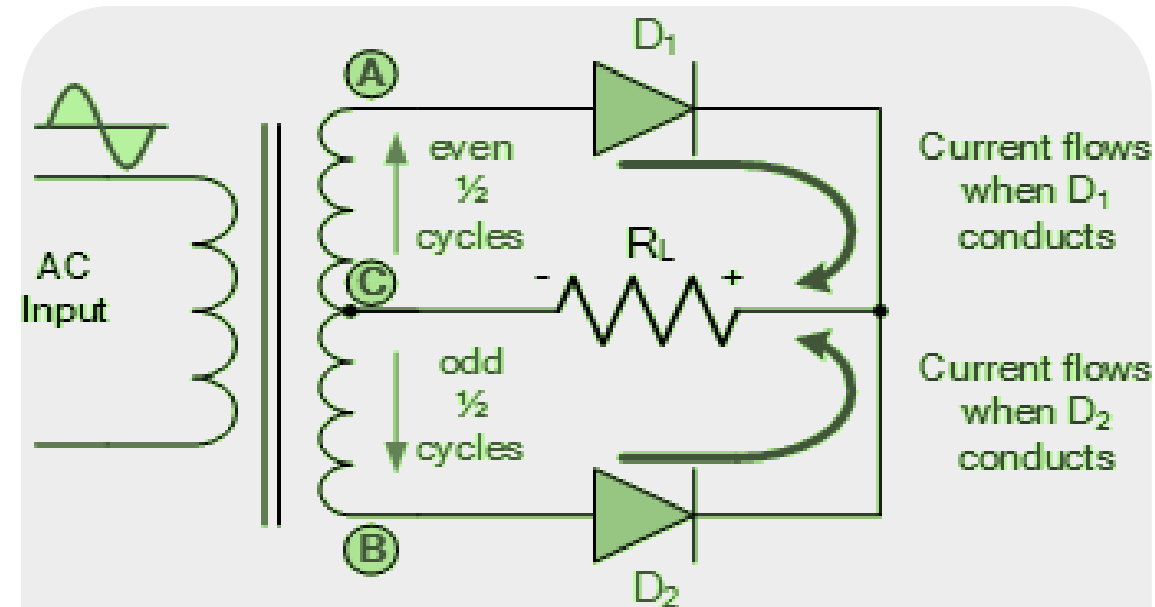 D₁
A
even
½
cycles
Current flows
when D₁
conducts
AC
Input
C
- R_L +
odd
½
cycles
Current flows
when D₂
conducts
B
D₂